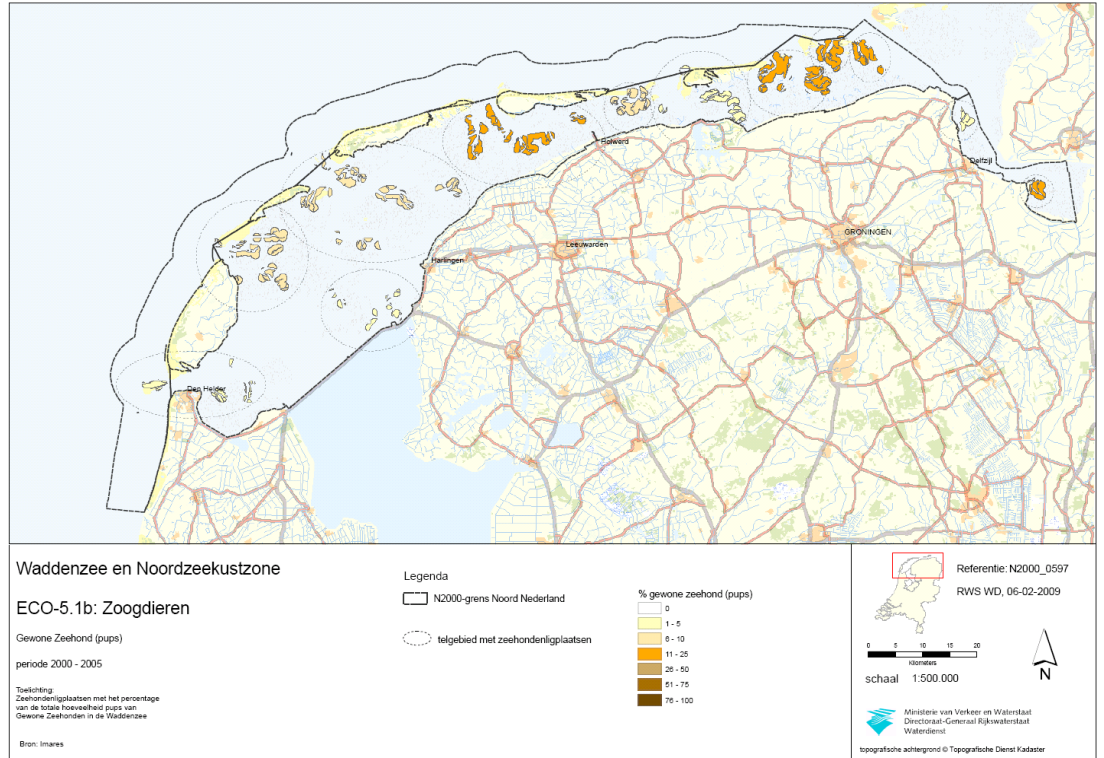 Holwerd
Delfzijl
GRONINGEN
Leeuwarden
Harlingen
Den Helder
Waddenzee en Noordzeekustzone
ECO-5.1b: Zoogdieren
Gewone Zeehond (pups)
periode 2000 - 2005
Toelichting:
Zeehondenligplaatsen met het percentage
van de totale hoeveelheid pups van
Gewone Zeehonden in de Waddenzee
Bron: Imares
Legenda
N2000-grens Noord Nederland
telgebied met zeehondenligplaatsen
% gewone zeehond (pups)
0
1 - 5
6 - 10
11 - 25
26 - 50
51 - 75
76 - 100
Referentie: N2000_0597
RWS WD, 06-02-2009
0 5 10 15 20
Kilometers
schaal 1:500.000
N
Ministerie van Verkeer en Waterstaat
Directoraat-Generaal Rijkswaterstaat
Waterdienst
topografische achtergrond © Topografische Dienst Kadaster